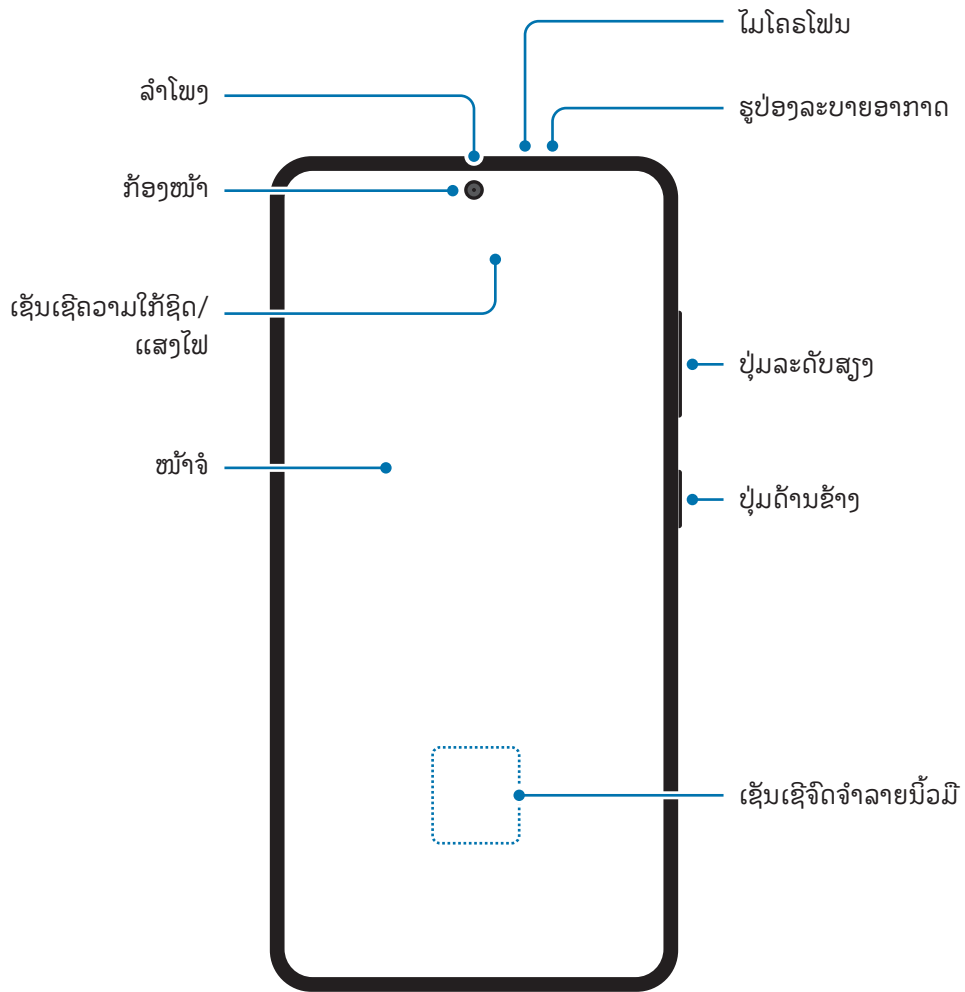 ໄມໂຄຣໂຟນ
ລຳໂພງ
ຮູປ່ອງລະບາຍອາກາດ
ກ້ອງໜ້າ
ເຊັນເຊີຄວາມໃກ້ຊິດ/
ແສງໄຟ
ປຸ່ມລະດັບສຽງ
ໜ້າຈໍ
ປຸ່ມດ້ານຂ້າງ
ເຊັນເຊີຈົດຈຳລາຍນິ້ວມື